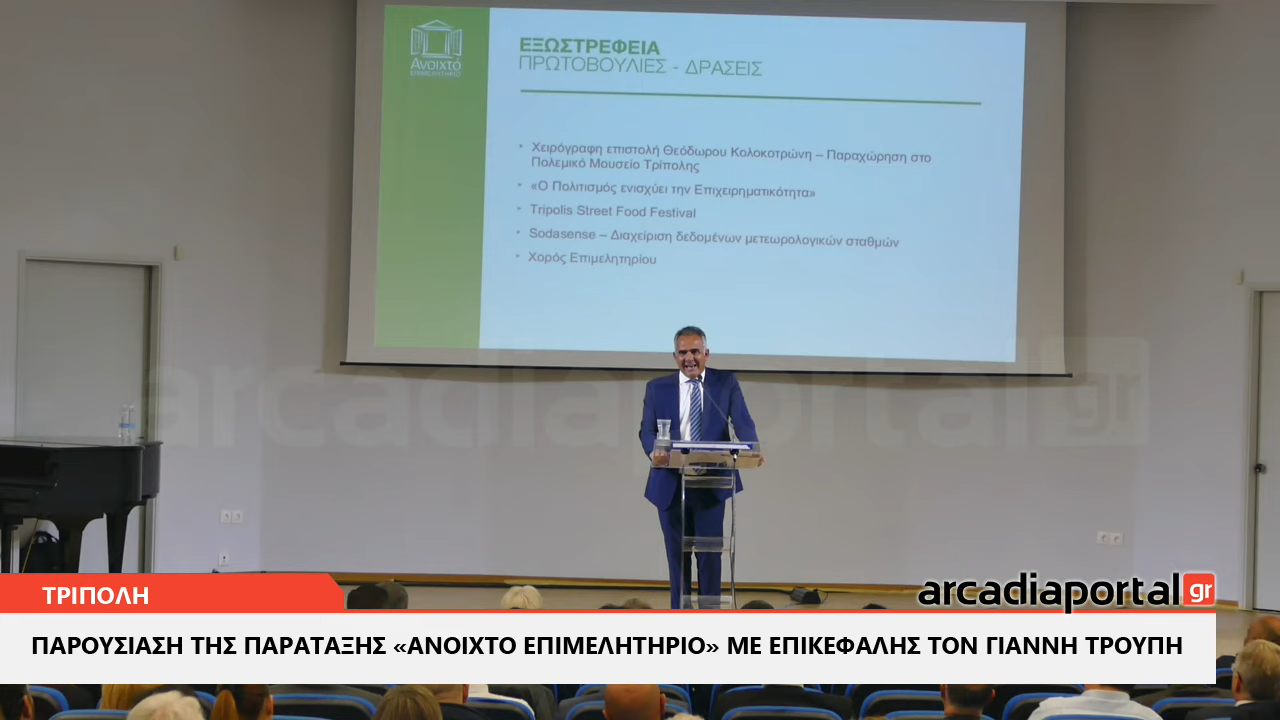 Ανοιχτό
ΕΠΙΜΕΛΗΤΗΡΙΟ
ΕΞΩΣΤΡΕΦΕΙΑ
ΠΡΩΤΟΒΟΥΛΙΕΣ - ΔΡΑΣΕΙΣ
Χειρόγραφη επιστολή Θεόδωρου Κολοκοτρώνη – Παραχώρηση στο
Πολεμικό Μουσείο Τρίπολης
«Ο Πολιτισμός ενισχύει την Επιχειρηματικότητα»
Tripolis Street Food Festival
Sodasense – Διαχείριση δεδομένων μετεωρολογικών σταθμών
Χορός Επιμελητηρίου
arcadiaportal gr
ΤΡΙΠΟΛΗ
arcadiaportal gr
ΠΑΡΟΥΣΙΑΣΗ ΤΗΣ ΠΑΡΑΤΑΞΗΣ «ΑΝΟΙΧΤΟ ΕΠΙΜΕΛΗΤΗΡΙΟ» ΜΕ ΕΠΙΚΕΦΑΛΗΣ ΤΟΝ ΓΙΑΝΝΗ ΤΡΟΥΠΗ